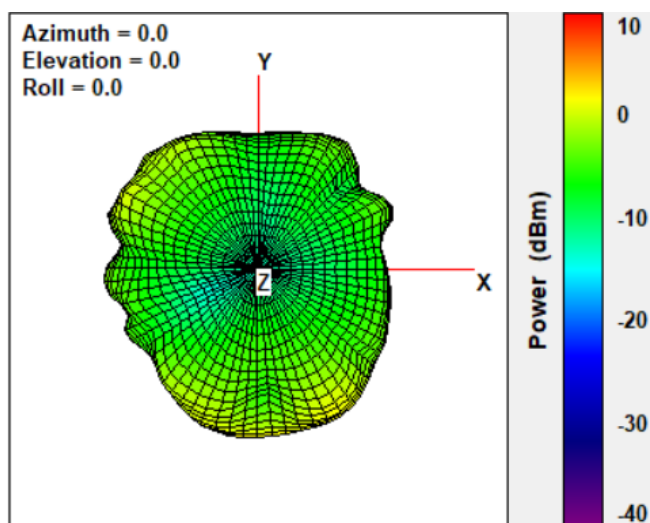 Azimuth = 0.0
Elevation = 0.0
Roll = 0.0
Y
X
Z
Power (dBm)
10
0
-10
-20
-30
-40